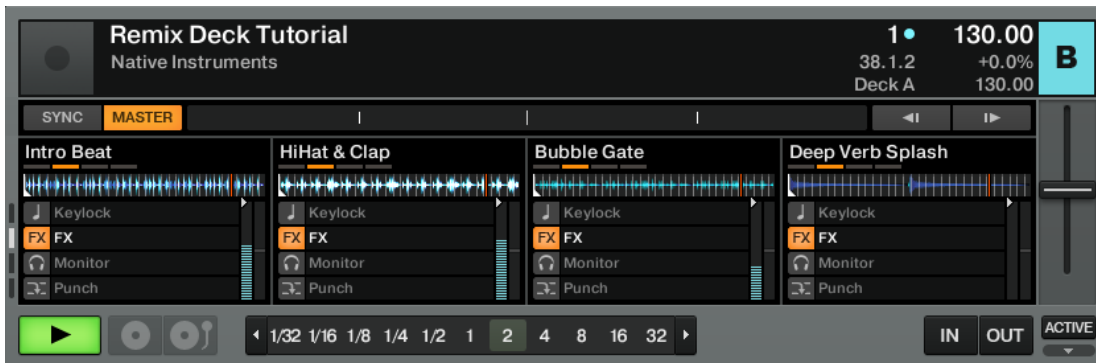 Remix Deck Tutorial 1 130.00 B
Native Instruments 38.1.2 +0.0%
Deck A 130.00
SYNC MASTER
Intro Beat HiHat & Clap Bubble Gate Deep Verb Splash
Keylock Keylock Keylock Keylock
FX FX FX FX FX FX FX FX
Monitor Monitor Monitor Monitor
Punch Punch Punch Punch
1/32 1/16 1/8 1/4 1/2 1 2 4 8 16 32 IN OUT ACTIVE